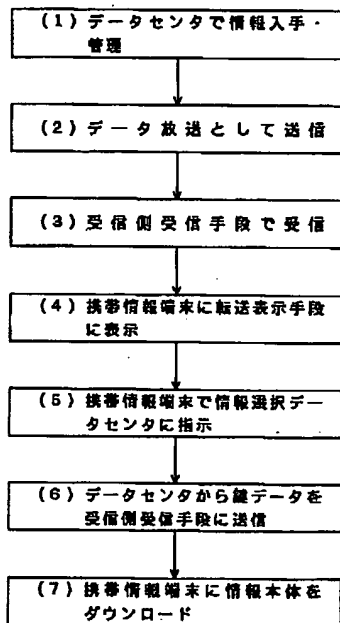 (1)データセンタで情報入手・
管理
(2)データ放送として送信
(3)受信側受信手段で受信
(4)携帯情報端末に転送表示手段
に表示
(5)携帯情報端末で情報選択デー
タセンタに指示
(6)データセンタから鍵データを
受信側受信手段に送信
(7)携帯情報端末に情報本体を
ダウンロード